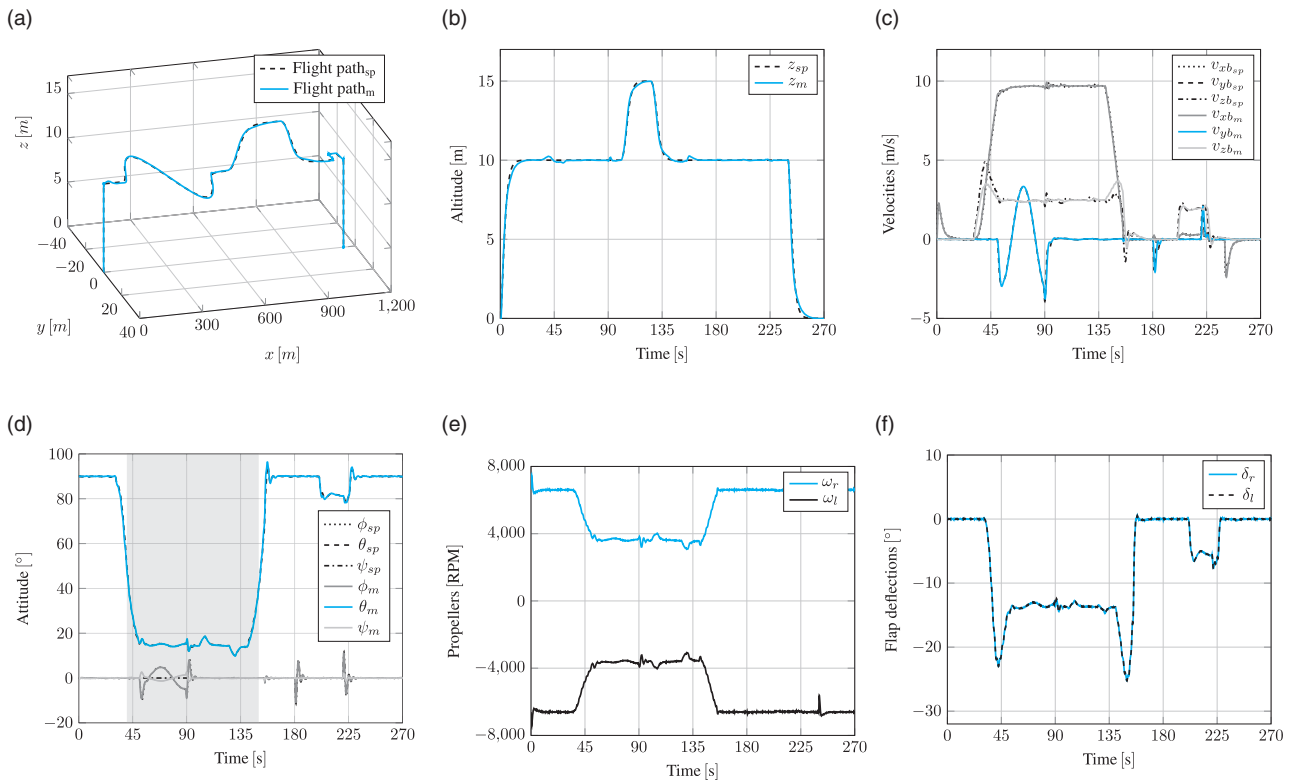 (a)
Flight path_sp
Flight path_m
15
10
5
0
z [m]
−40
−20
0
20
40
y [m]
0
300
600
900
1,200
x [m]
(b)
z_sp
z_m
15
10
5
0
Altitude [m]
0 45 90 135 180 225 270
Time [s]
(c)
v_xb_sp
v_yb_sp
v_zb_sp
v_xb_m
v_yb_m
v_zb_m
10
5
0
−5
Velocities [m/s]
0 45 90 135 180 225 270
Time [s]
(d)
100
80
60
40
20
0
−20
Attitude [°]
ϕ_sp
θ_sp
ψ_sp
ϕ_m
θ_m
ψ_m
0 45 90 135 180 225 270
Time [s]
(e)
8,000
4,000
0
−4,000
−8,000
Propellers [RPM]
ω_r
ω_l
0 45 90 135 180 225 270
Time [s]
(f)
10
0
−10
−20
−30
Flap deflections [°]
δ_r
δ_l
0 45 90 135 180 225 270
Time [s]